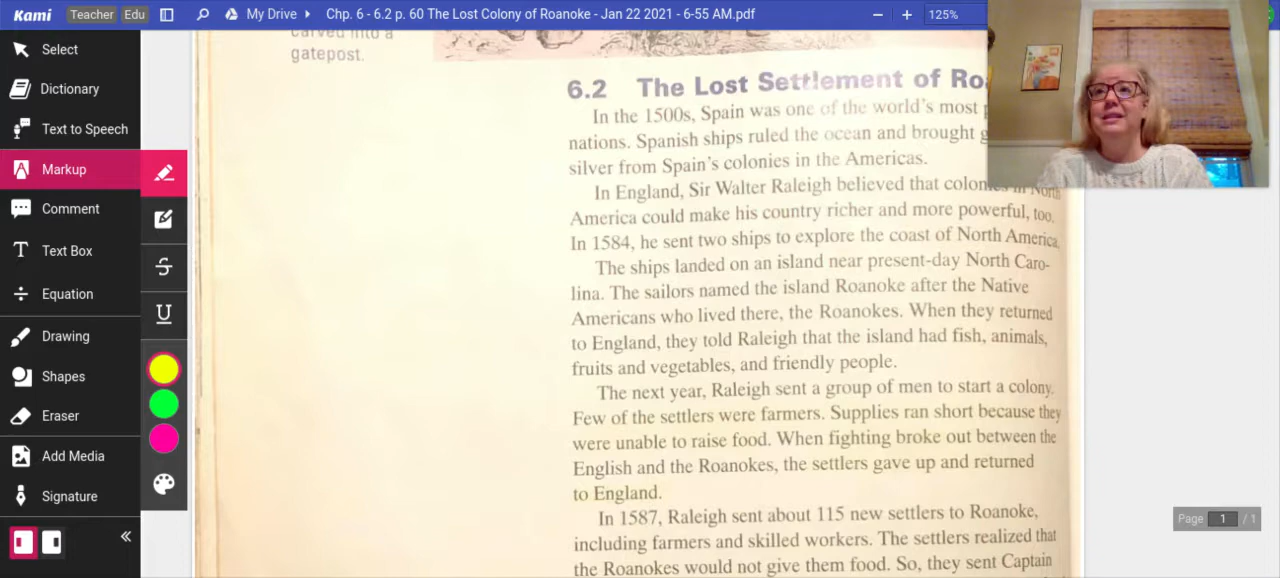 Kami Teacher Edu My Drive Chp. 6 - 6.2 p. 60 The Lost Colony of Roanoke - Jan 22 2021 - 6-55 AM.pdf 125%
Select
Dictionary
Text to Speech
Markup
Comment
Text Box
Equation
Drawing
Shapes
Eraser
Add Media
Signature
carved into a
gatepost.
6.2 The Lost Settlement of
In the 1500s, Spain was one of the world's most
nations. Spanish ships ruled the ocean and brought
silver from Spain's colonies in the Americas.
In England, Sir Walter Raleigh believed that in North
America could make his country richer and more powerful, too.
In 1584, he sent two ships to explore the coast of North America.
The ships landed on an island near present-day North Caro-
lina. The sailors named the island Roanoke after the Native
Americans who lived there, the Roanokes. When they returned
to England, they told Raleigh that the island had fish, animals,
fruits and vegetables, and friendly people.
The next year, Raleigh sent a group of men to start a colony.
Few of the settlers were farmers. Supplies ran short because they
were unable to raise food. When fighting broke out between the
English and the Roanokes, the settlers gave up and returned
to England.
In 1587, Raleigh sent about 115 new settlers to Roanoke,
including farmers and skilled workers. The settlers realized that
the Roanokes would not give them food. So, they sent Captain
Page 1 / 1